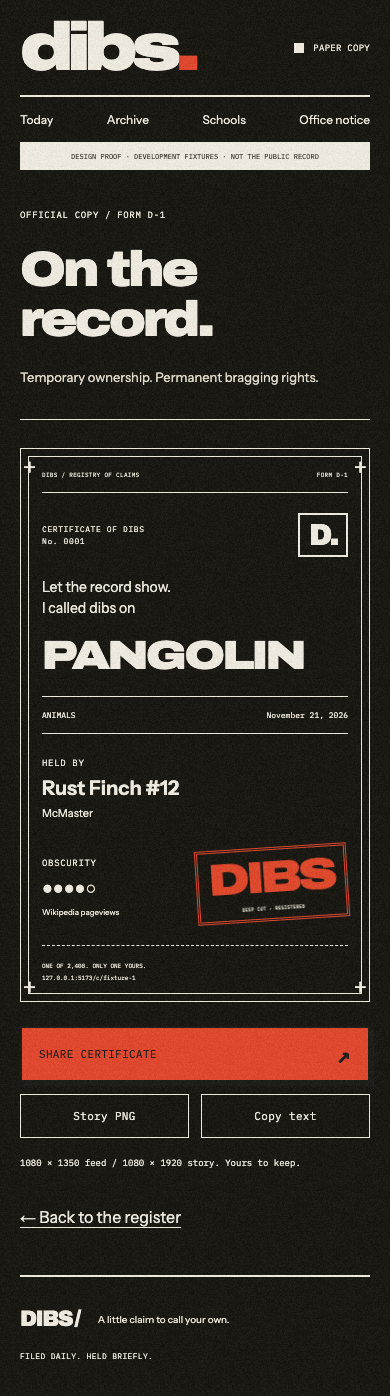 dibs.
PAPER COPY
Today Archive Schools Office notice
DESIGN PROOF · DEVELOPMENT FIXTURES · NOT THE PUBLIC RECORD
OFFICIAL COPY / FORM D-1
On the
record.
Temporary ownership. Permanent bragging rights.
DIBS / REGISTRY OF CLAIMS FORM D-1
CERTIFICATE OF DIBS
No. 0001
D.
Let the record show.
I called dibs on
PANGOLIN
ANIMALS November 21, 2026
HELD BY
Rust Finch #12
McMaster
OBSCURITY
Wikipedia pageviews
DIBS
DEEP CUT · REGISTERED
ONE OF 2,400. ONLY ONE YOURS.
127.0.0.1:5173/c/fixture-1
SHARE CERTIFICATE ↗
Story PNG Copy text
1080 × 1350 feed / 1080 × 1920 story. Yours to keep.
← Back to the register
DIBS/ A little claim to call your own.
FILED DAILY. HELD BRIEFLY.